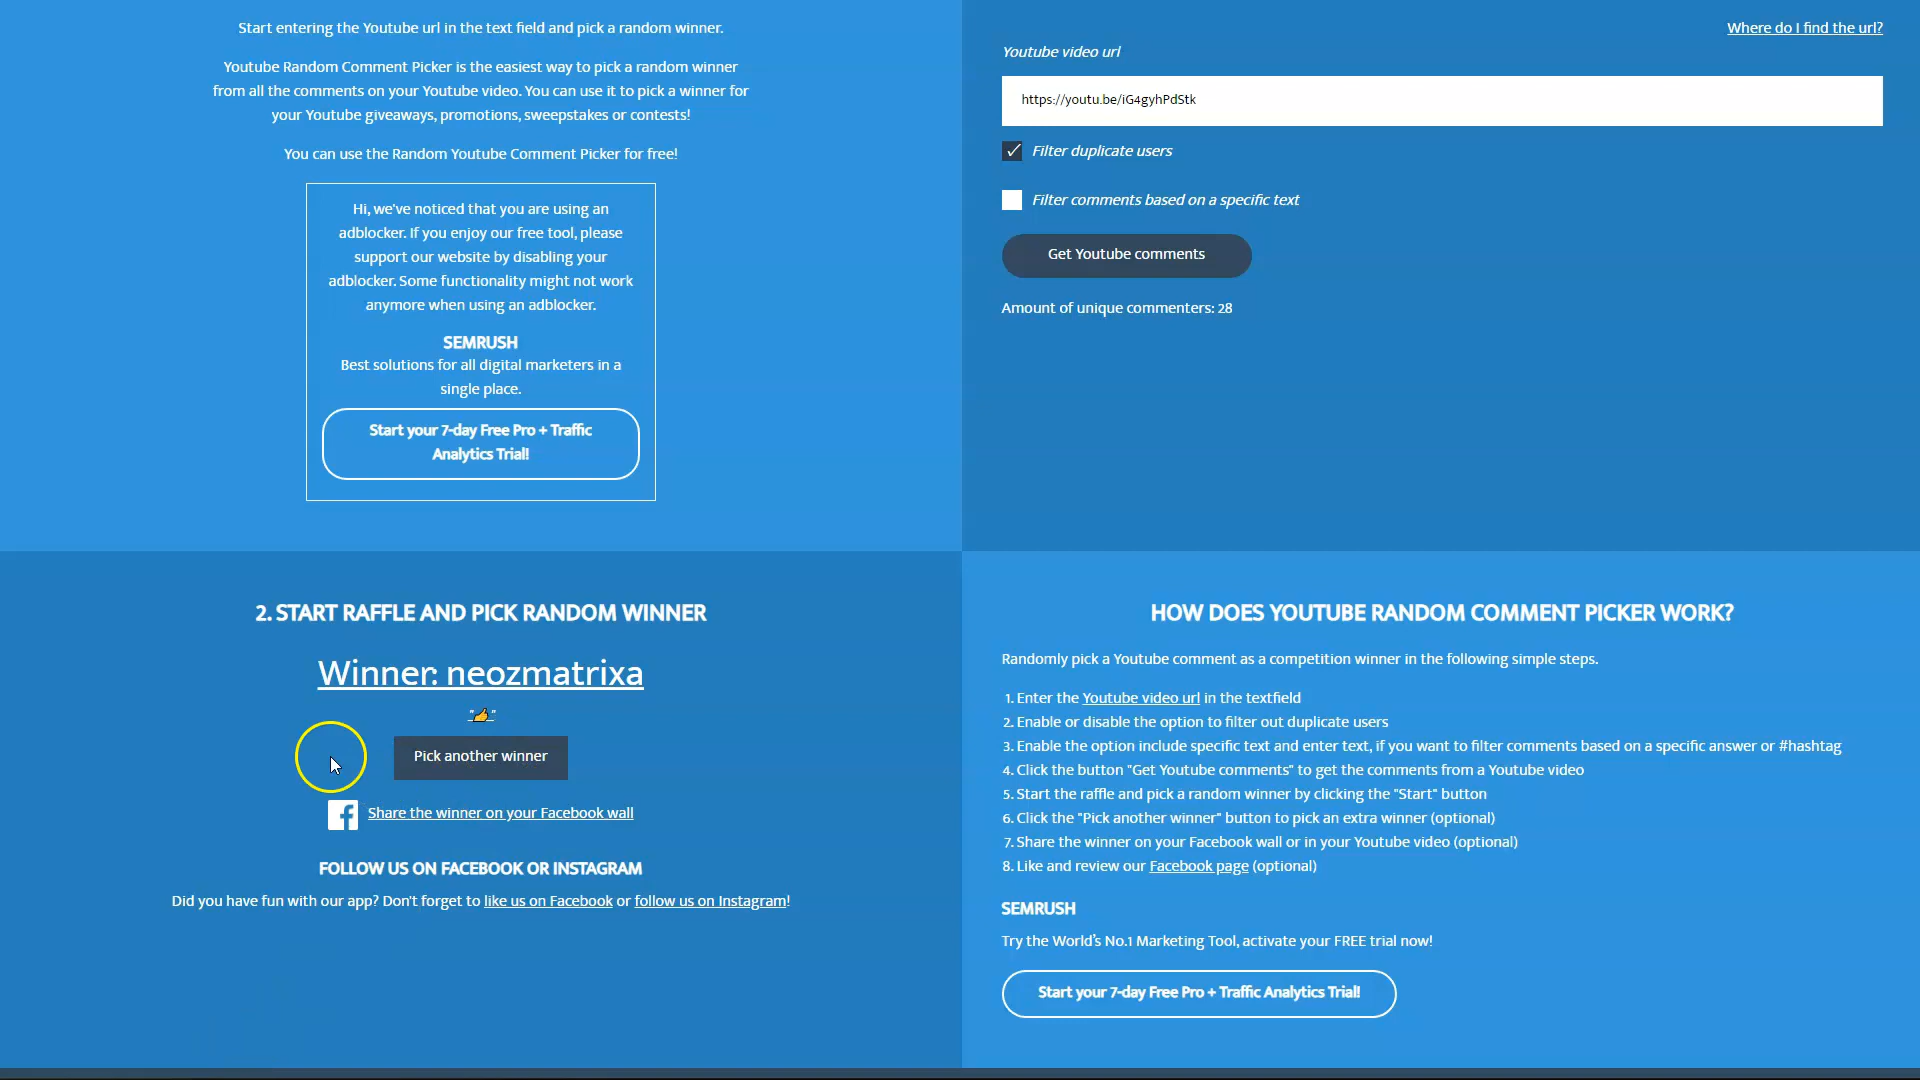 Start entering the Youtube url in the text field and pick a random winner.
Youtube Random Comment Picker is the easiest way to pick a random winner
from all the comments on your Youtube video. You can use it to pick a winner for
your Youtube giveaways, promotions, sweepstakes or contests!
You can use the Random Youtube Comment Picker for free!
Hi, we've noticed that you are using an
adblocker. If you enjoy our free tool, please
support our website by disabling your
adblocker. Some functionality might not work
anymore when using an adblocker.
SEMRUSH
Best solutions for all digital marketers in a
single place.
Start your 7-day Free Pro + Traffic
Analytics Trial!
Where do I find the url?
Youtube video url
https://youtu.be/iG4gyhPdStk
Filter duplicate users
Filter comments based on a specific text
Get Youtube comments
Amount of unique commenters: 28
2. START RAFFLE AND PICK RANDOM WINNER
Winner: neozmatrixa
"👍"
Pick another winner
Share the winner on your Facebook wall
FOLLOW US ON FACEBOOK OR INSTAGRAM
Did you have fun with our app? Don't forget to like us on Facebook or follow us on Instagram!
HOW DOES YOUTUBE RANDOM COMMENT PICKER WORK?
Randomly pick a Youtube comment as a competition winner in the following simple steps.
1. Enter the Youtube video url in the textfield
2. Enable or disable the option to filter out duplicate users
3. Enable the option include specific text and enter text, if you want to filter comments based on a specific answer or #hashtag
4. Click the button "Get Youtube comments" to get the comments from a Youtube video
5. Start the raffle and pick a random winner by clicking the "Start" button
6. Click the "Pick another winner" button to pick an extra winner (optional)
7. Share the winner on your Facebook wall or in your Youtube video (optional)
8. Like and review our Facebook page (optional)
SEMRUSH
Try the World's No.1 Marketing Tool, activate your FREE trial now!
Start your 7-day Free Pro + Traffic Analytics Trial!